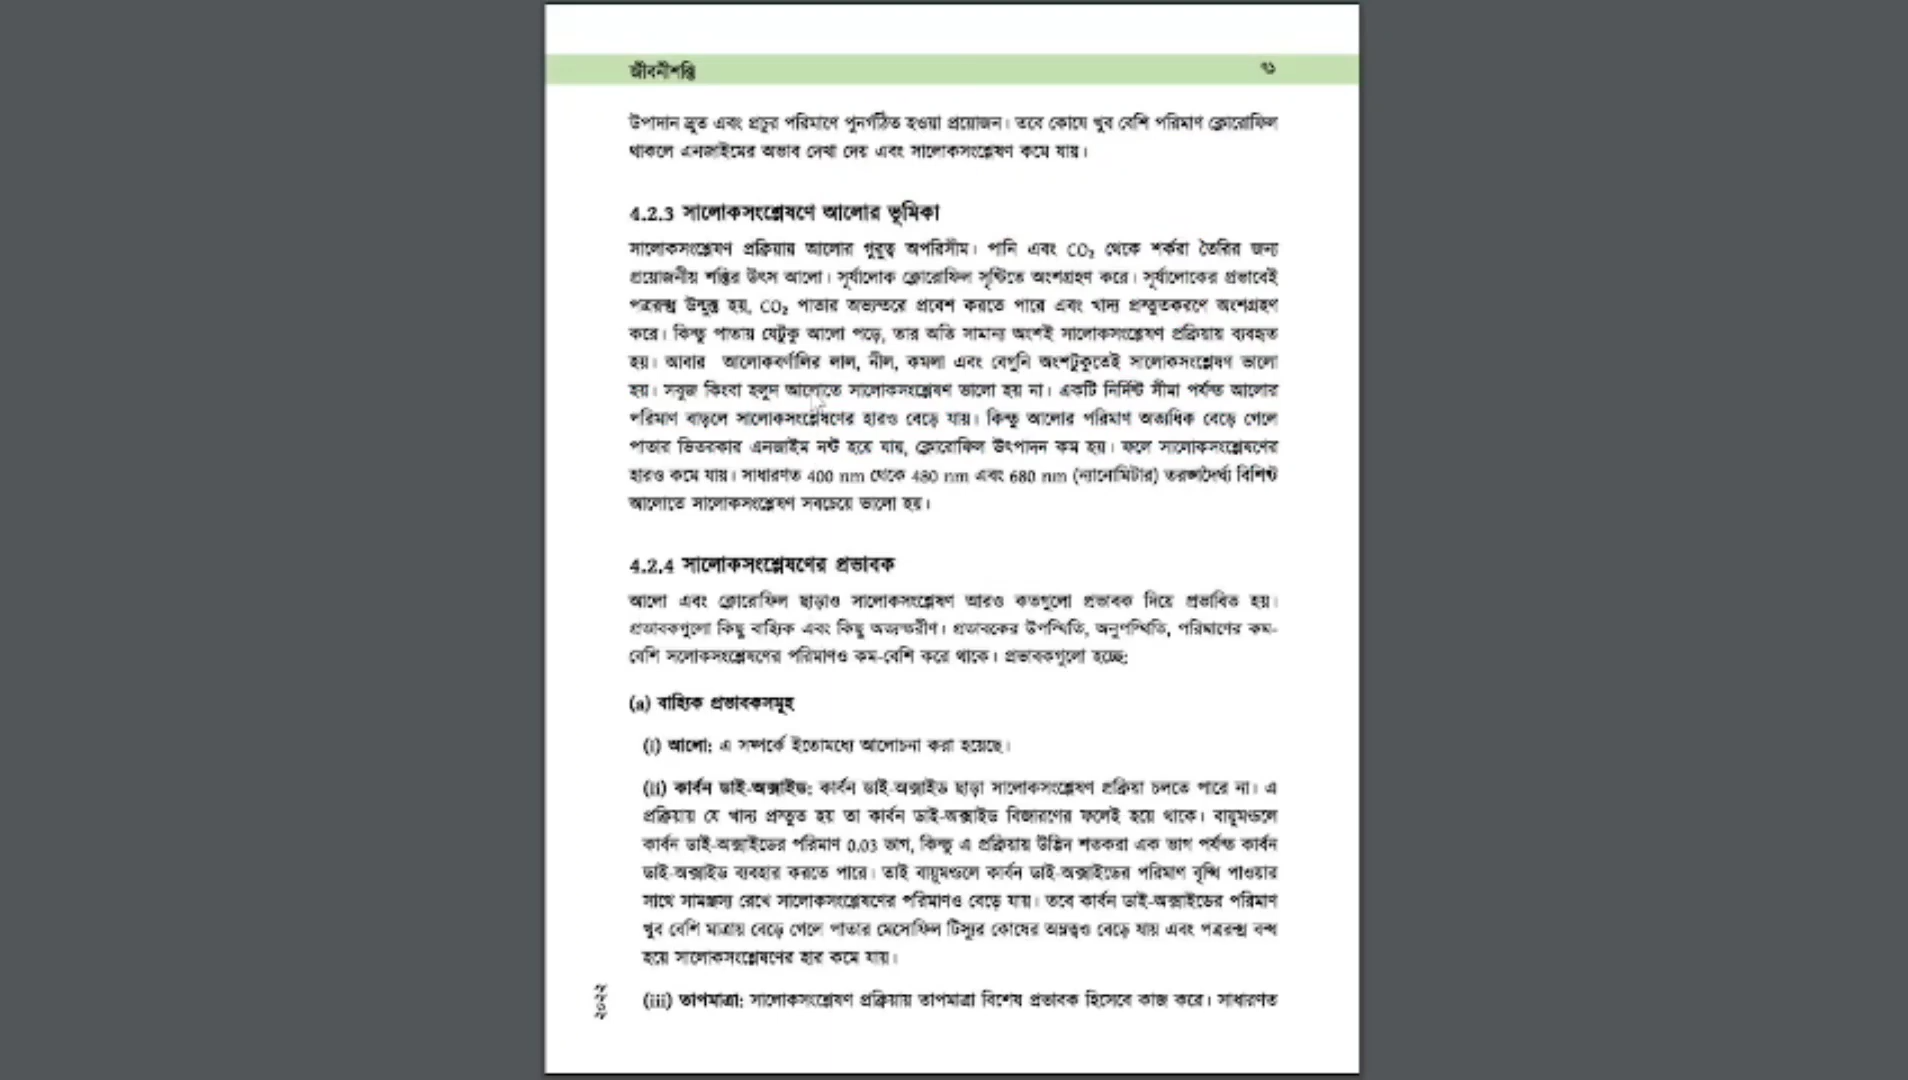 জীবনীশক্তি ৭১
উপাদান দ্রুত এবং প্রচুর পরিমাণে পুনর্গঠিত হওয়া প্রয়োজন। তবে কোষে খুব বেশি পরিমাণ ক্লোরোফিল
থাকলে এনজাইমের অভাব দেখা দেয় এবং সালোকসংশ্লেষণ কমে যায়।
4.2.3 সালোকসংশ্লেষণে আলোর ভূমিকা
সালোকসংশ্লেষণ প্রক্রিয়ায় আলোর গুরুত্ব অপরিসীম। পানি এবং CO₂ থেকে শর্করা তৈরির জন্য
প্রয়োজনীয় শক্তির উৎস আলো। সূর্যালোক ক্লোরোফিল সৃষ্টিতে অংশগ্রহণ করে। সূর্যালোকের প্রভাবেই
পত্ররন্ধ্র উন্মুক্ত হয়, CO₂ পাতার অভ্যন্তরে প্রবেশ করতে পারে এবং খাদ্য প্রস্তুতকরণে অংশগ্রহণ
করে। কিন্তু পাতায় যেটুকু আলো পড়ে, তার অতি সামান্য অংশই সালোকসংশ্লেষণ প্রক্রিয়ায় ব্যবহৃত
হয়। আবার আলোকবর্ণালির লাল, নীল, কমলা এবং বেগুনি অংশটুকুতেই সালোকসংশ্লেষণ ভালো
হয়। সবুজ কিংবা হলুদ আলোতে সালোকসংশ্লেষণ ভালো হয় না। একটি নির্দিষ্ট সীমা পর্যন্ত আলোর
পরিমাণ বাড়লে সালোকসংশ্লেষণের হারও বেড়ে যায়। কিন্তু আলোর পরিমাণ অত্যধিক বেড়ে গেলে
পাতার ভিতরকার এনজাইম নষ্ট হয়ে যায়, ক্লোরোফিল উৎপাদন কম হয়। ফলে সালোকসংশ্লেষণের
হারও কমে যায়। সাধারণত 400 nm থেকে 480 nm এবং 680 nm (ন্যানোমিটার) তরঙ্গদৈর্ঘ্য বিশিষ্ট
আলোতে সালোকসংশ্লেষণ সবচেয়ে ভালো হয়।
4.2.4 সালোকসংশ্লেষণের প্রভাবক
আলো এবং ক্লোরোফিল ছাড়াও সালোকসংশ্লেষণ আরও কতগুলো প্রভাবক দিয়ে প্রভাবিত হয়।
প্রভাবকগুলো কিছু বাহ্যিক এবং কিছু অভ্যন্তরীণ। প্রভাবকের উপস্থিতি, অনুপস্থিতি, পরিমাণের কম-
বেশি সলোকসংশ্লেষণের পরিমাণও কম-বেশি করে থাকে। প্রভাবকগুলো হচ্ছে:
(a) বাহ্যিক প্রভাবকসমূহ
(i) আলো: এ সম্পর্কে ইতোমধ্যে আলোচনা করা হয়েছে।
(ii) কার্বন ডাই-অক্সাইড: কার্বন ডাই-অক্সাইড ছাড়া সালোকসংশ্লেষণ প্রক্রিয়া চলতে পারে না। এ
প্রক্রিয়ায় যে খাদ্য প্রস্তুত হয় তা কার্বন ডাই-অক্সাইড বিজারণের ফলেই হয়ে থাকে। বায়ুমণ্ডলে
কার্বন ডাই-অক্সাইডের পরিমাণ 0.03 ভাগ, কিন্তু এ প্রক্রিয়ায় উদ্ভিদ শতকরা এক ভাগ পর্যন্ত কার্বন
ডাই-অক্সাইড ব্যবহার করতে পারে। তাই বায়ুমণ্ডলে কার্বন ডাই-অক্সাইডের পরিমাণ বৃদ্ধি পাওয়ার
সাথে সামঞ্জস্য রেখে সালোকসংশ্লেষণের পরিমাণও বেড়ে যায়। তবে কার্বন ডাই-অক্সাইডের পরিমাণ
খুব বেশি মাত্রায় বেড়ে গেলে পাতার মেসোফিল টিস্যুর কোষের অম্লত্বও বেড়ে যায় এবং পত্ররন্ধ্র বন্ধ
হয়ে সালোকসংশ্লেষণের হার কমে যায়।
(iii) তাপমাত্রা: সালোকসংশ্লেষণ প্রক্রিয়ায় তাপমাত্রা বিশেষ প্রভাবক হিসেবে কাজ করে। সাধারণত